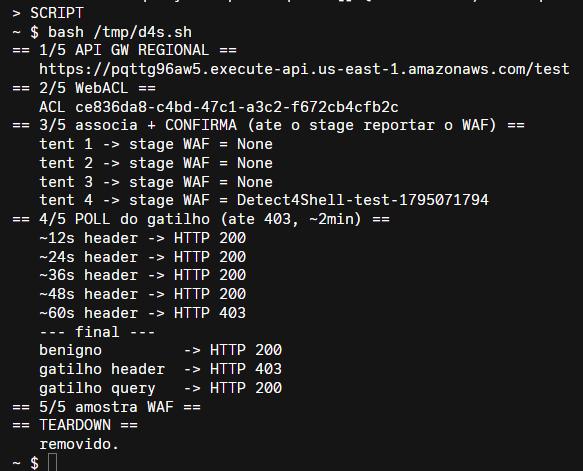 > SCRIPT
~ $ bash /tmp/d4s.sh
== 1/5 API GW REGIONAL ==
https://pqttg96aw5.execute-api.us-east-1.amazonaws.com/test
== 2/5 WebACL ==
ACL ce836da8-c4bd-47c1-a3c2-f672cb4cfb2c
== 3/5 associa + CONFIRMA (ate o stage reportar o WAF) ==
tent 1 -> stage WAF = None
tent 2 -> stage WAF = None
tent 3 -> stage WAF = None
tent 4 -> stage WAF = Detect4Shell-test-1795071794
== 4/5 POLL do gatilho (ate 403, ~2min) ==
~12s header -> HTTP 200
~24s header -> HTTP 200
~36s header -> HTTP 200
~48s header -> HTTP 200
~60s header -> HTTP 403
--- final ---
benigno -> HTTP 200
gatilho header -> HTTP 403
gatilho query -> HTTP 200
== 5/5 amostra WAF ==
== TEARDOWN ==
removido.
~ $